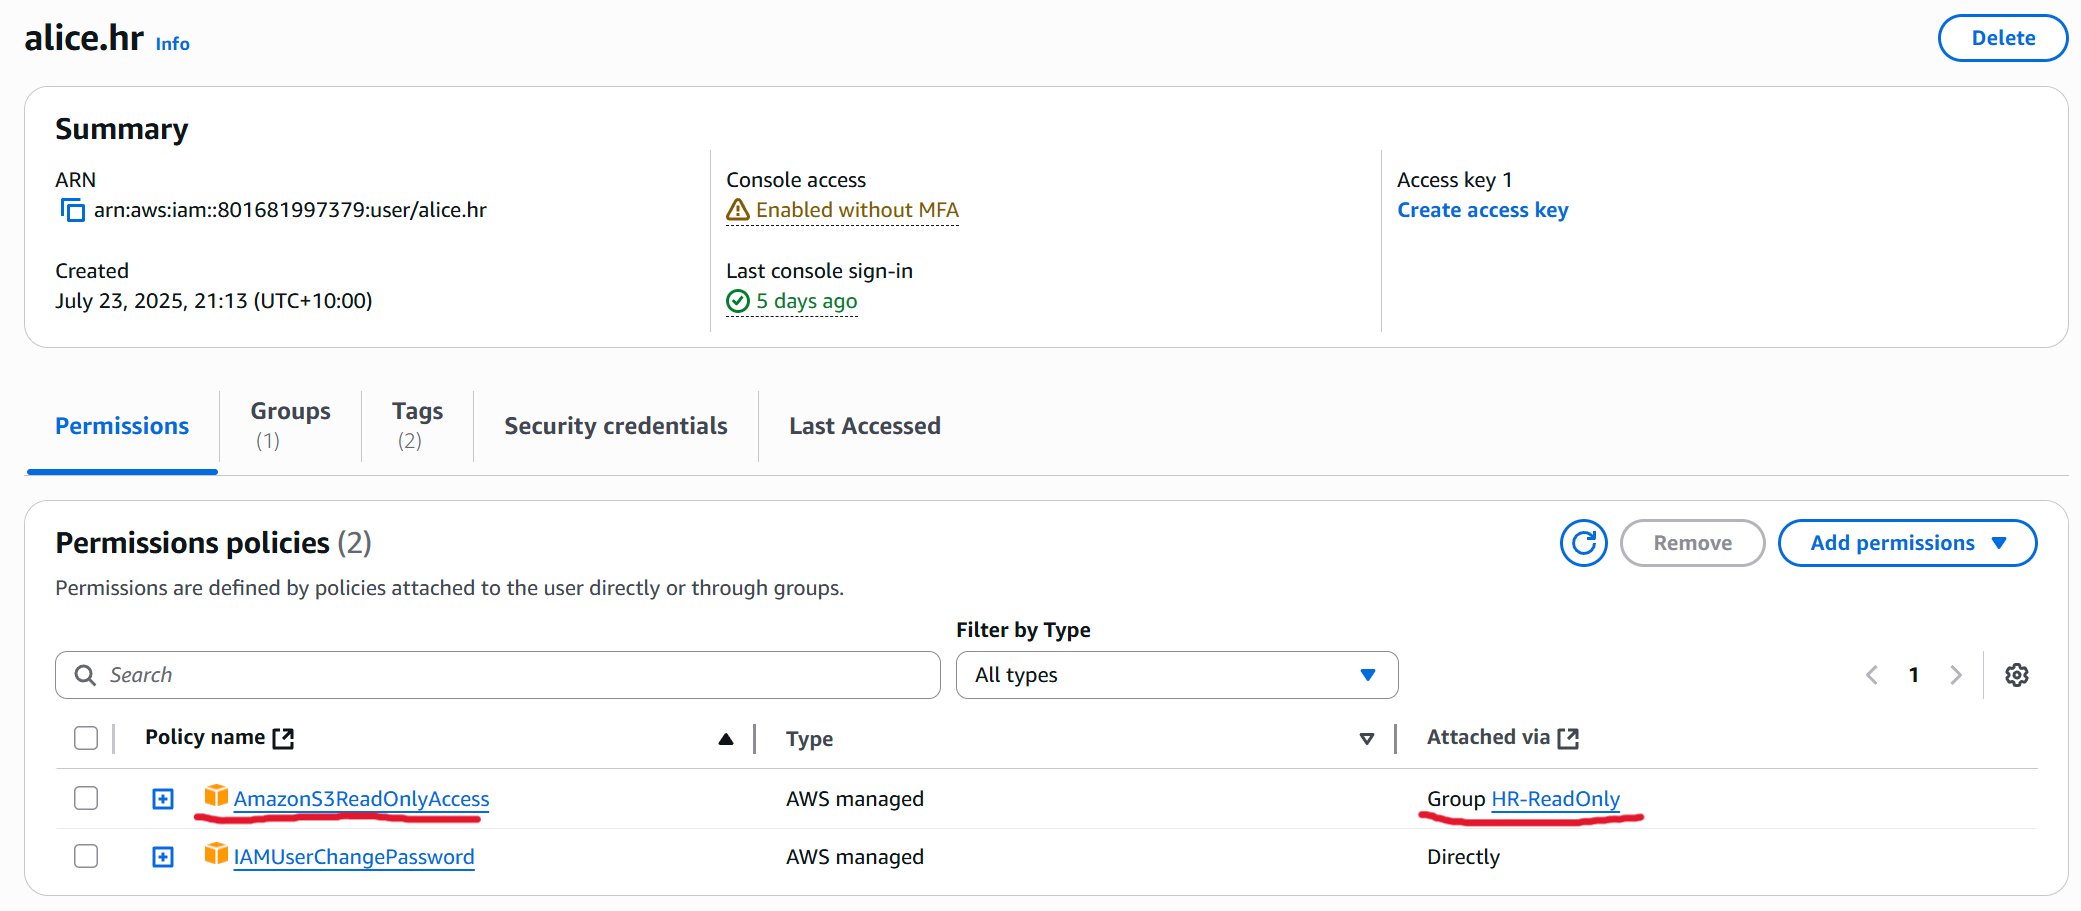 alice.hr Info
Delete
Summary
ARN
arn:aws:iam::801681997379:user/alice.hr
Created
July 23, 2025, 21:13 (UTC+10:00)
Console access
Enabled without MFA
Last console sign-in
5 days ago
Access key 1
Create access key
Permissions
Groups
(1)
Tags
(2)
Security credentials
Last Accessed
Permissions policies (2)
Remove
Add permissions
Permissions are defined by policies attached to the user directly or through groups.
Filter by Type
Search
All types
1
Policy name
Type
Attached via
AmazonS3ReadOnlyAccess
AWS managed
Group HR-ReadOnly
IAMUserChangePassword
AWS managed
Directly